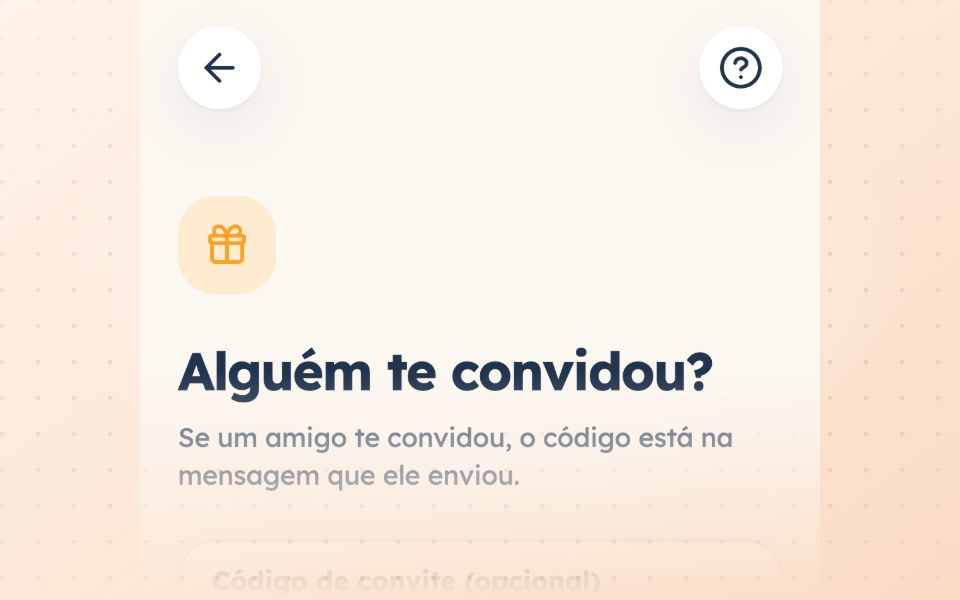 Alguém te convidou?
Se um amigo te convidou, o código está na
mensagem que ele enviou.
Código de convite (opcional)